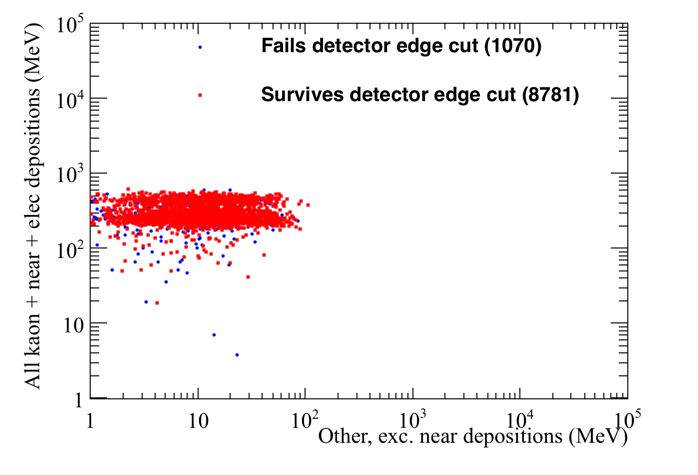 10^5
Fails detector edge cut (1070)
10^4
Survives detector edge cut (8781)
10^3
10^2
10
1
All kaon + near + elec depositions (MeV)
1 10 10^2 10^3 10^4 10^5
Other, exc. near depositions (MeV)